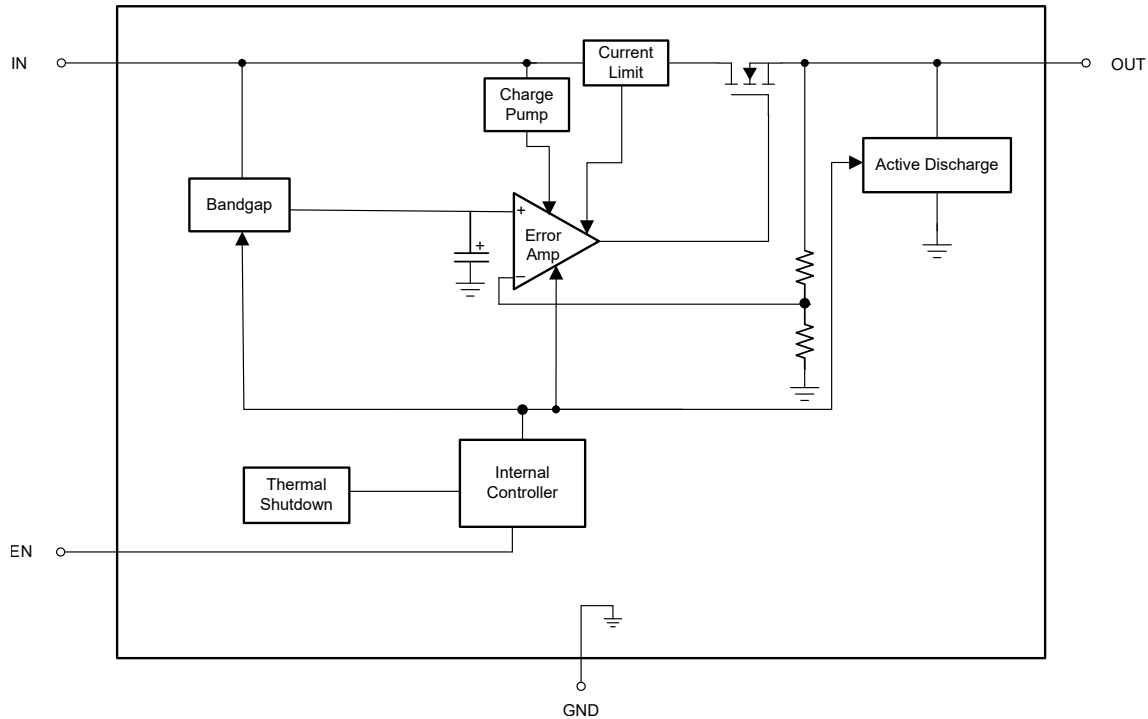 IN
Current
Limit
OUT
Charge
Pump
Active Discharge
Bandgap
+
+
Error
Amp
–
Internal
Controller
Thermal
Shutdown
EN
GND